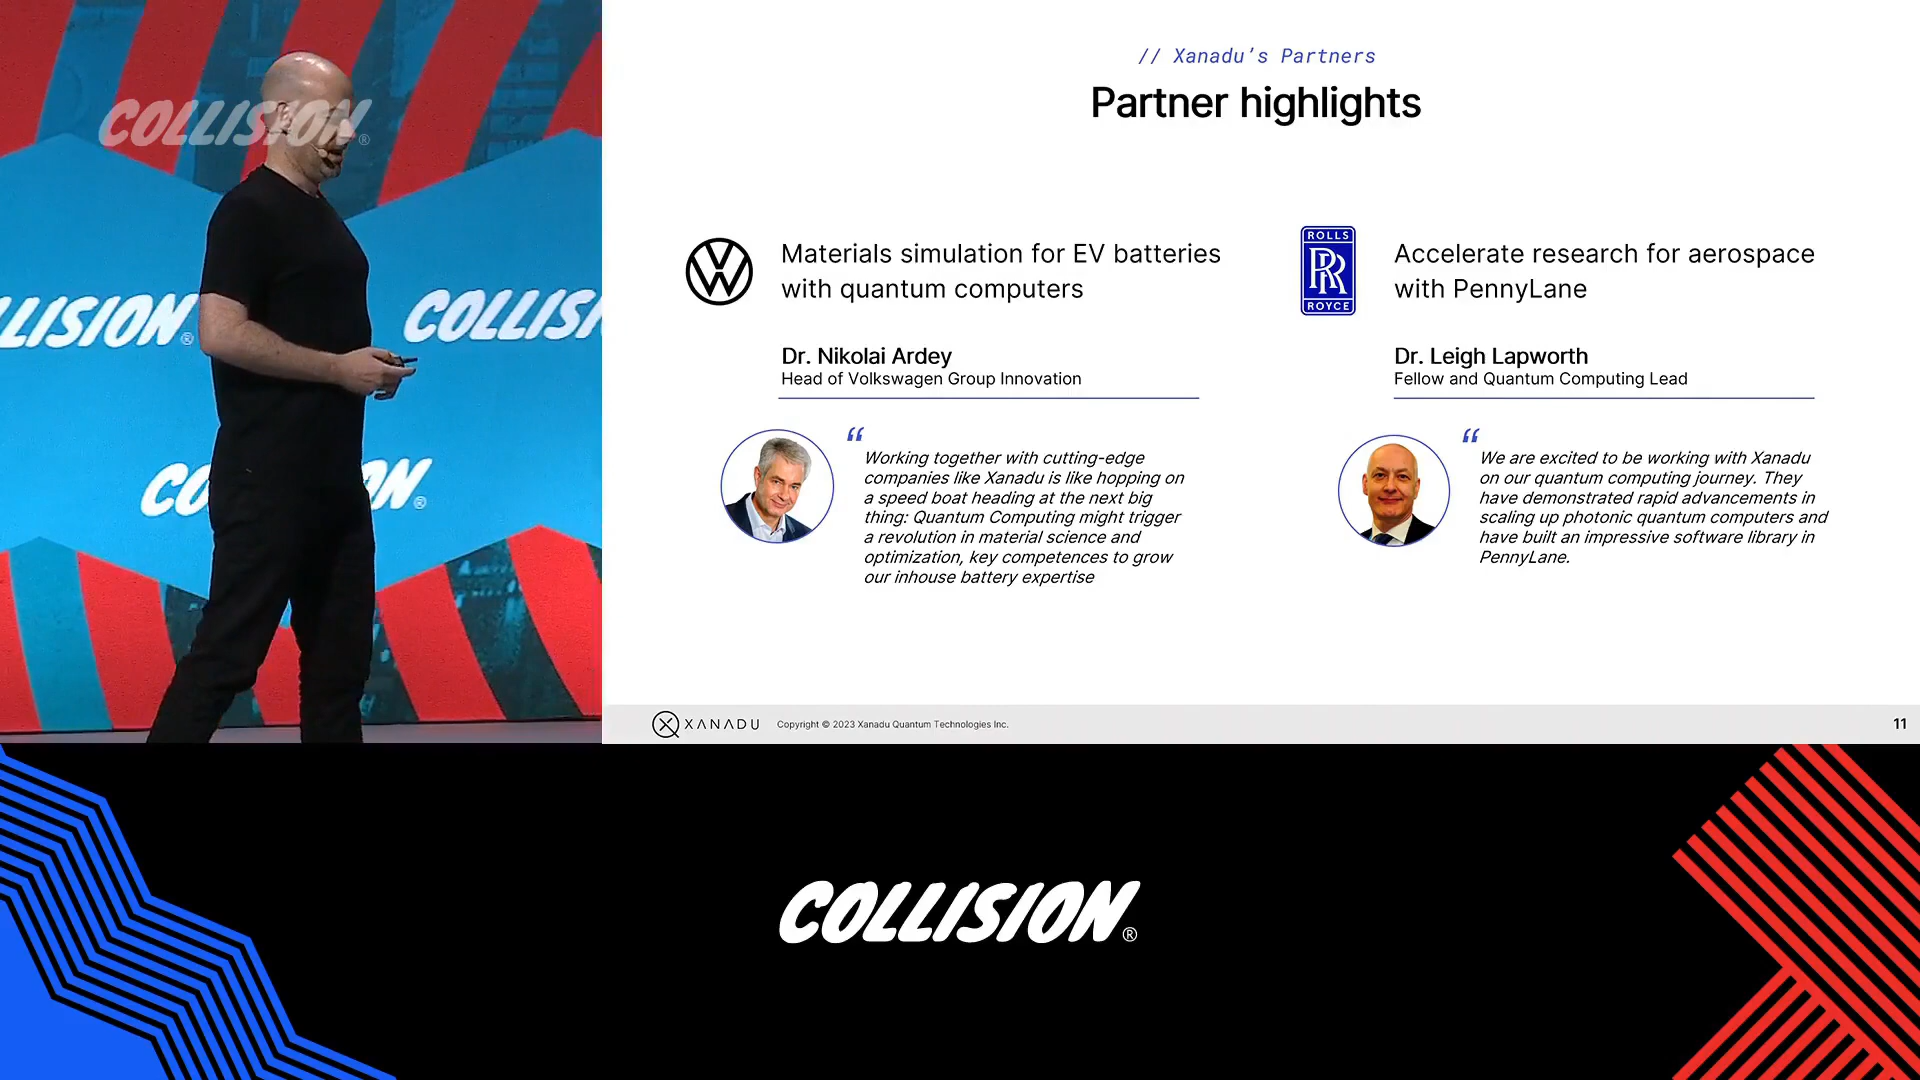 COLLISION®
LLISION®
COLLISI
CO
ON®
// Xanadu's Partners
Partner highlights
Materials simulation for EV batteries
with quantum computers
Dr. Nikolai Ardey
Head of Volkswagen Group Innovation
“
Working together with cutting-edge
companies like Xanadu is like hopping on
a speed boat heading at the next big
thing: Quantum Computing might trigger
a revolution in material science and
optimization, key competences to grow
our inhouse battery expertise
ROLLS
RR
ROYCE
Accelerate research for aerospace
with PennyLane
Dr. Leigh Lapworth
Fellow and Quantum Computing Lead
“
We are excited to be working with Xanadu
on our quantum computing journey. They
have demonstrated rapid advancements in
scaling up photonic quantum computers and
have built an impressive software library in
PennyLane.
XANADU
Copyright © 2023 Xanadu Quantum Technologies Inc.
11
COLLISION®